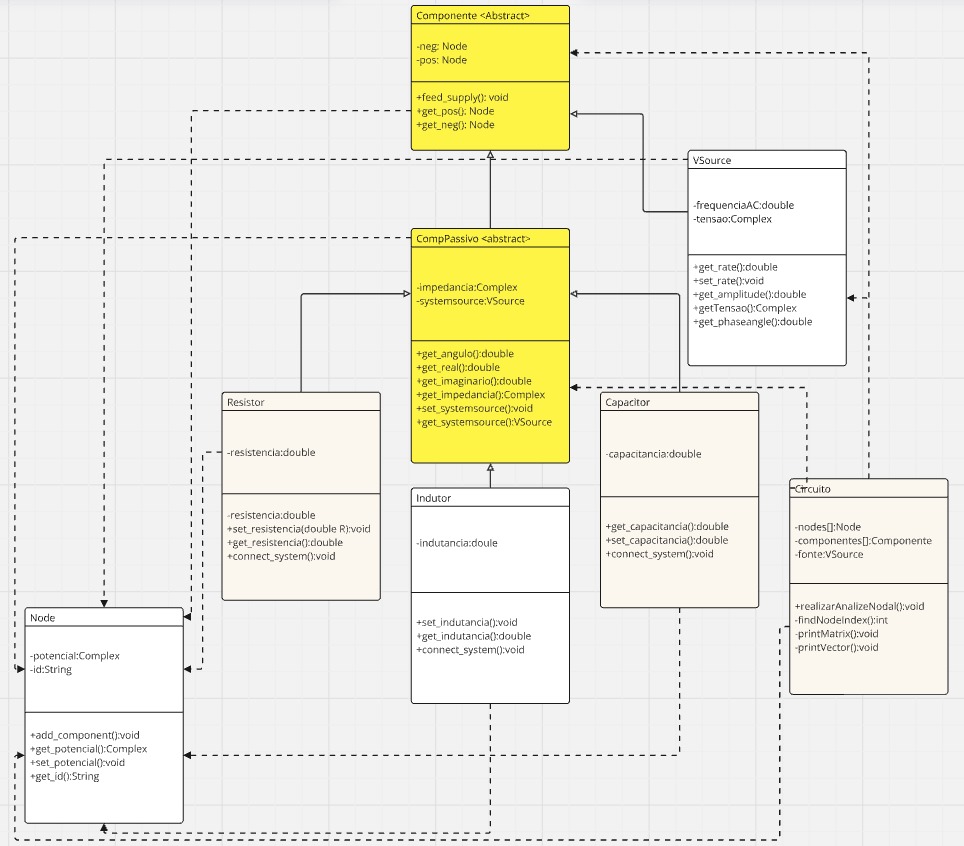 Componente <Abstract>
-neg: Node
-pos: Node
+feed_supply(): void
+get_pos(): Node
+get_neg(): Node
VSource
-frequenciaAC:double
-tensao:Complex
+get_rate():double
+set_rate():void
+get_amplitude():double
+getTensao():Complex
+get_phaseangle():double
CompPassivo <abstract>
-impedancia:Complex
-systemsource:VSource
+get_angulo():double
+get_real():double
+get_imaginario():double
+get_impedancia():Complex
+set_systemsource():void
+get_systemsource():VSource
Resistor
-resistencia:double
-resistencia:double
+set_resistencia(double R):void
+get_resistencia():double
+connect_system():void
Capacitor
-capacitancia:double
+get_capacitancia():double
+set_capacitancia():double
+connect_system():void
Indutor
-indutancia:doule
+set_indutancia():void
+get_indutancia():double
+connect_system():void
Circuito
-nodes[]:Node
-componentes[]:Componente
-fonte:VSource
+realizarAnalizeNodal():void
-findNodeIndex():int
-printMatrix():void
-printVector():void
Node
-potencial:Complex
-id:String
+add_component():void
+get_potencial():Complex
+set_potencial():void
+get_id():String